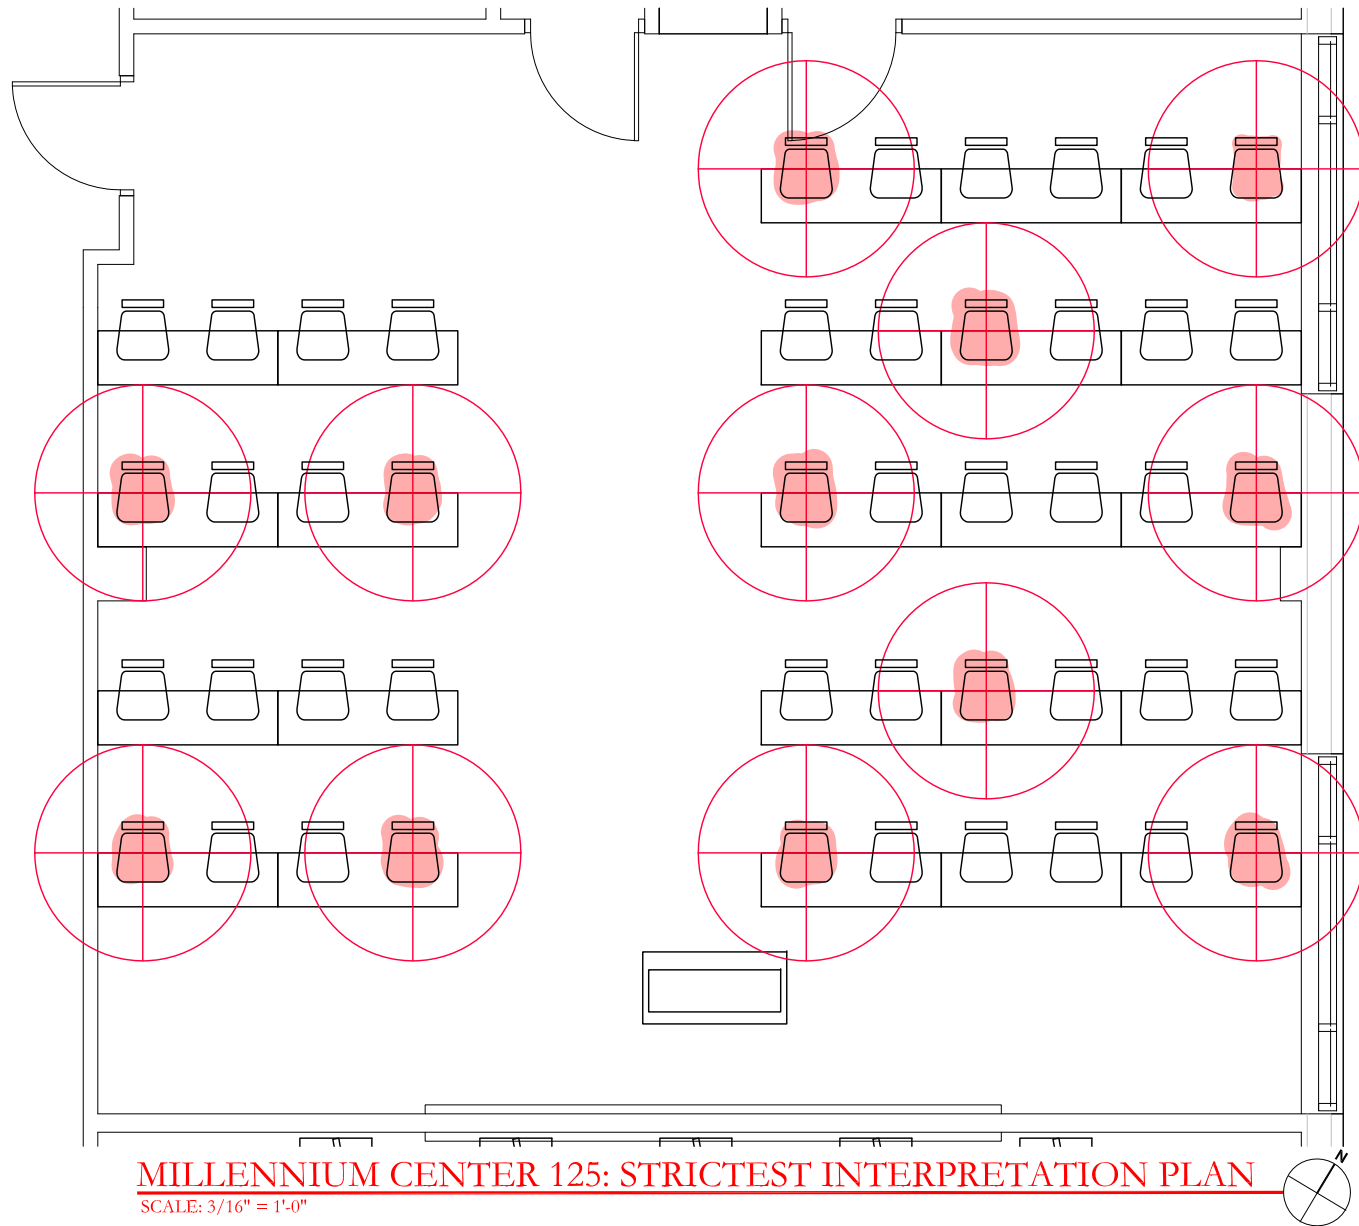 N
MILLENNIUM CENTER 125: STRICTEST INTERPRETATION PLAN
SCALE: 3/16" = 1'-0"